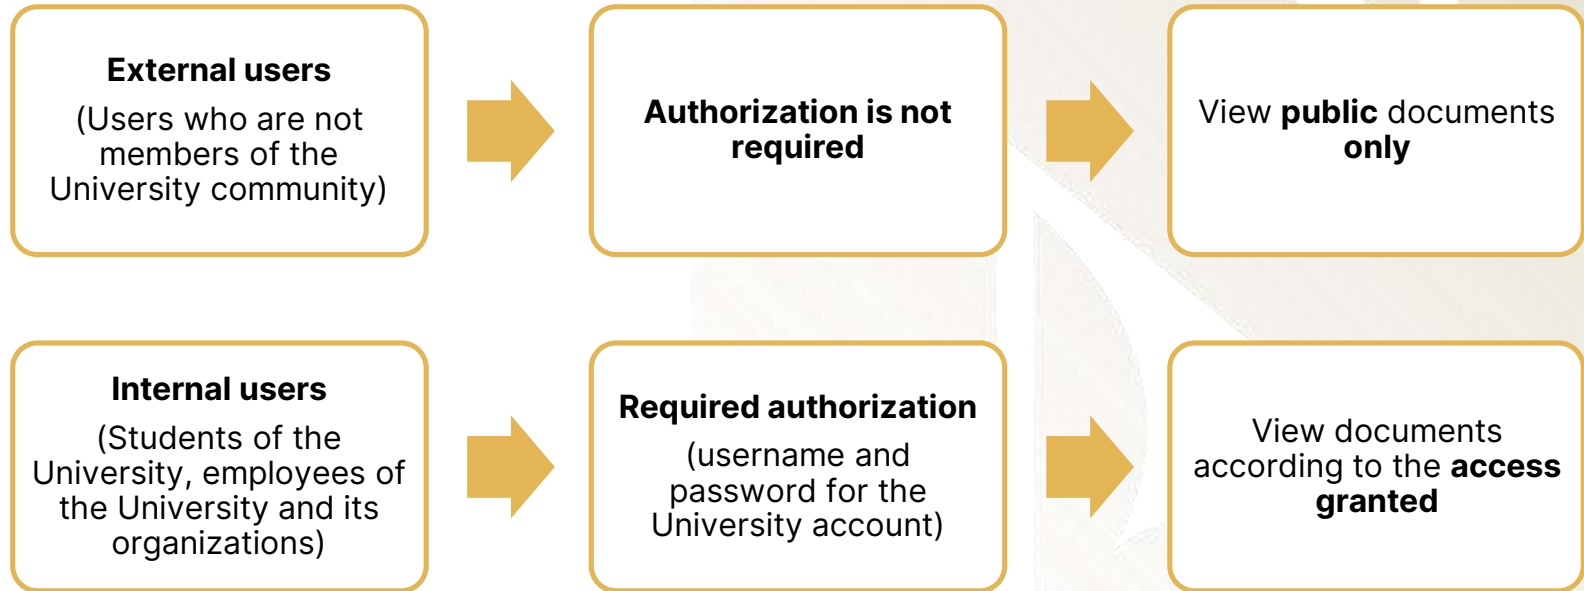 External users
(Users who are not
members of the
University community)
Authorization is not
required
View public documents
only
Internal users
(Students of the
University, employees of
the University and its
organizations)
Required authorization
(username and
password for the
University account)
View documents
according to the access
granted